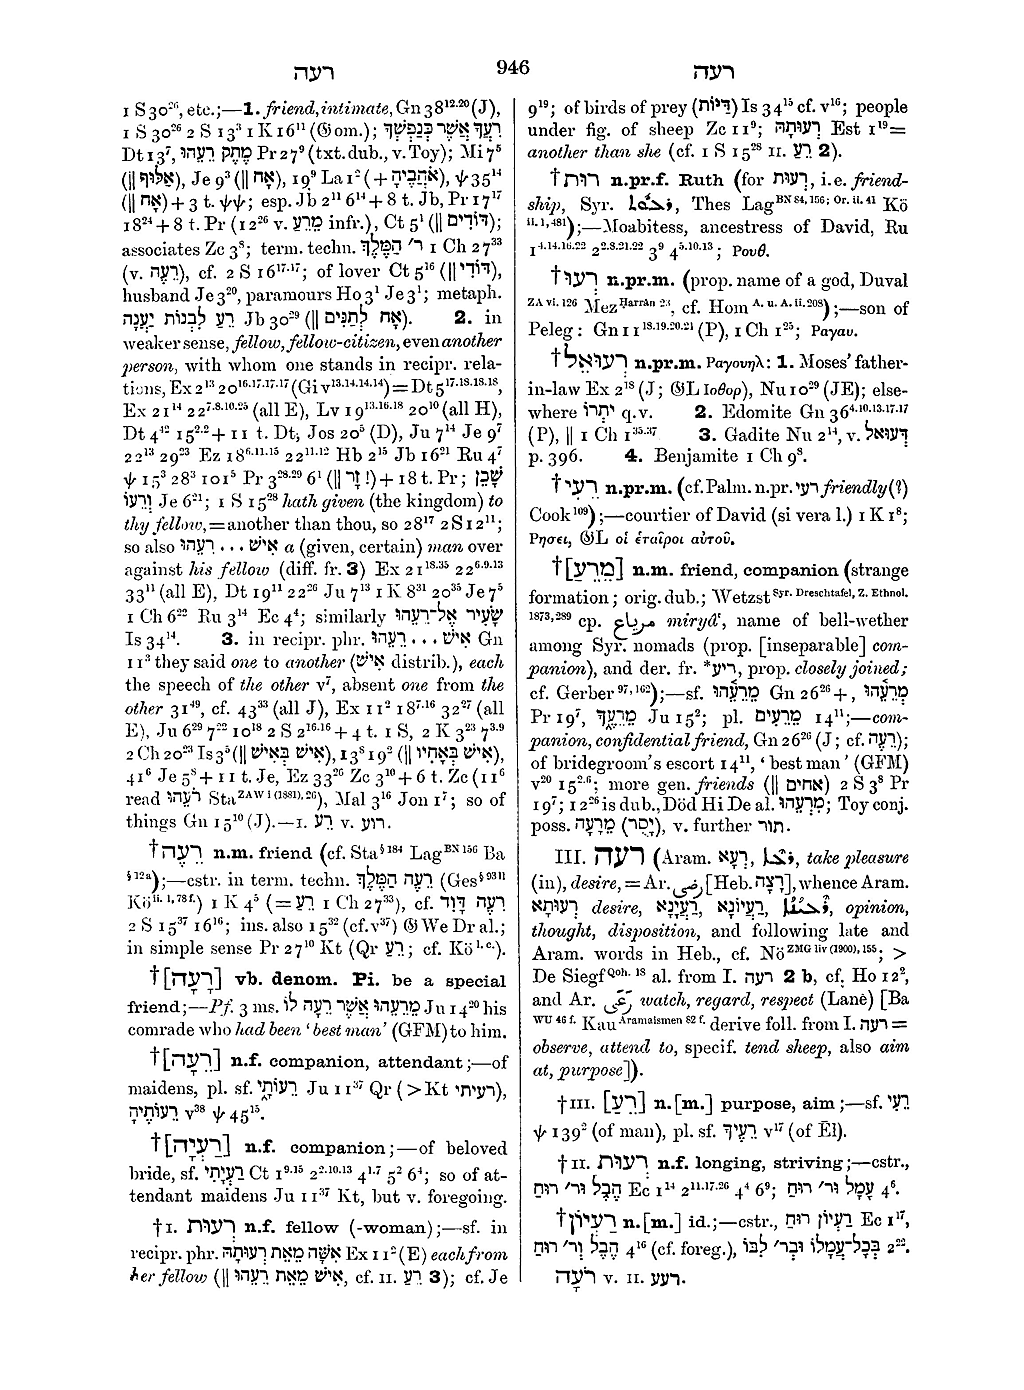 רעה
946
רעה
1 S 30²⁶, etc.;—1. friend, intimate, Gn 38¹²·²⁰ (J),
1 S 30²⁶ 2 S 13³ 1 K 16¹¹ (𝔊 om.); רֵעֲךָ אֲשֶׁר כְּנַפְשְׁךָ
Dt 13⁷, מֶתֶק רֵעֵהוּ Pr 27⁹ (txt. dub., v. Toy); Mi 7⁵
(‖ אַלּוּף), Je 9³ (‖ אָח), 19⁹ La 1² (+ אֹהֲבֶיהָ), ψ 35¹⁴
(‖ אָח) + 3 t. ψψ; esp. Jb 2¹¹ 6¹⁴ + 8 t. Jb, Pr 17¹⁷
18²⁴ + 8 t. Pr (12²⁶ v. מרע infr.), Ct 5¹ (‖ דּוֹדִים);
associates Zc 3⁸; term. techn. ר׳ הַמֶּלֶךְ 1 Ch 27³³
(v. רֵעֶה), cf. 2 S 16¹⁷·¹⁷; of lover Ct 5¹⁶ (‖ דּוֹדִי),
husband Je 3²⁰, paramours Ho 3¹ Je 3¹; metaph.
רֵעַ לִבְנוֹת יַעֲנָה Jb 30²⁹ (‖ אָח לְתַנִּים). 2. in
weaker sense, fellow, fellow-citizen, even another
person, with whom one stands in recipr. rela-
tions, Ex 2¹³ 20¹⁶·¹⁷·¹⁷·¹⁷ (Gi v¹³·¹⁴·¹⁴·¹⁴) = Dt 5¹⁷·¹⁸·¹⁸·¹⁸,
Ex 21¹⁴ 22⁷·⁸·¹⁰·²⁵ (all E), Lv 19¹³·¹⁶·¹⁸ 20¹⁰ (all H),
Dt 4⁴² 15²·² + 11 t. Dt, Jos 20⁵ (D), Ju 7¹⁴ Je 9⁷
22¹³ 29²³ Ez 18⁶·¹¹·¹⁵ 22¹¹·¹² Hb 2¹⁵ Jb 16²¹ Ru 4⁷
ψ 15³ 28³ 101⁵ Pr 3²⁸·²⁹ 6¹ (‖ זָר !) + 18 t. Pr; שָׁכֵן
וְרֵעוֹ Je 6²¹; 1 S 15²⁸ hath given (the kingdom) to
thy fellow, = another than thou, so 28¹⁷ 2 S 12¹¹;
so also אִישׁ ... רֵעֵהוּ a (given, certain) man over
against his fellow (diff. fr. 3) Ex 21¹⁸·³⁵ 22⁶·⁹·¹³
33¹¹ (all E), Dt 19¹¹ 22²⁶ Ju 7¹³ 1 K 8³¹ 20³⁵ Je 7⁵
1 Ch 6²² Ru 3¹⁴ Ec 4⁴; similarly שָׂעִיר אֶל־רֵעֵהוּ
Is 34¹⁴. 3. in recipr. phr. אִישׁ ... רֵעֵהוּ Gn
11³ they said one to another (אִישׁ distrib.), each
the speech of the other v⁷, absent one from the
other 31⁴⁹, cf. 43³³ (all J), Ex 11² 18⁷·¹⁶ 32²⁷ (all
E), Ju 6²⁹ 7²² 10¹⁸ 2 S 2¹⁶·¹⁶ + 4 t. 1 S, 2 K 3²³ 7³·⁹
2 Ch 20²³ Is 3⁵ (‖ אִישׁ בְּאִישׁ), 13⁸ 19² (‖ אִישׁ בְּאָחִיו),
41⁶ Je 5⁸ + 11 t. Je, Ez 33²⁶ Zc 3¹⁰ + 6 t. Zc (11⁶
read רֹעֵהוּ Sta ZAW 1 (1881), 26), Mal 3¹⁶ Jon 1⁷; so of
things Gn 15¹⁰ (J).—I. רֵעַ v. רוע.
†רֵעֶה n.m. friend (cf. Sta § 184 Lag BN 156 Ba
§ 12a);—cstr. in term. techn. רֵעֶה הַמֶּלֶךְ (Ges § 93 ll
Kö ii. 1, 78 f.) 1 K 4⁵ (= רֵעַ 1 Ch 27³³), cf. רֵעֶה דָּוִד
2 S 15³⁷ 16¹⁶; ins. also 15³² (cf. v³⁷) 𝔊 We Dr al.;
in simple sense Pr 27¹⁰ Kt (Qr רֵעַ; cf. Kö l.c.).
†[רָעָה] vb. denom. Pi. be a special
friend;—Pf. 3 ms. מֵרֵעֵהוּ אֲשֶׁר רֵעָה לוֹ Ju 14²⁰ his
comrade who had been ‘best man’ (GFM) to him.
†[רֵעָה] n.f. companion, attendant;—of
maidens, pl. sf. רֵעוֹתָי Ju 11³⁷ Qr (> Kt רעיתי),
רֵעוֹתֶיהָ v³⁸ ψ 45¹⁵.
†[רַעְיָה] n.f. companion;—of beloved
bride, sf. רַעְיָתִי Ct 1⁹·¹⁵ 2²·¹⁰·¹³ 4¹·⁷ 5² 6⁴; so of at-
tendant maidens Ju 11³⁷ Kt, but v. foregoing.
†I. רְעוּת n.f. fellow (-woman);—sf. in
recipr. phr. אִשָּׁה מֵאֵת רְעוּתָהּ Ex 11² (E) each from
her fellow (‖ אִישׁ מֵאֵת רֵעֵהוּ, cf. II. רֵעַ 3); cf. Je
9¹⁹; of birds of prey (דַּיּוֹת) Is 34¹⁵ cf. v¹⁶; people
under fig. of sheep Zc 11⁹; רְעוּתָהּ Est 1¹⁹ =
another than she (cf. 1 S 15²⁸ II. רֵעַ 2).
†רוּת n.pr.f. Ruth (for רְעוּת, i.e. friend-
ship, Syr. ܪܥܘܬ, Thes Lag BN 84, 156; Or. ii. 41 Kö
ii. 1, 481);—Moabitess, ancestress of David, Ru
1⁴·¹⁴·¹⁶·²² 2²·⁸·²¹·²² 3⁹ 4⁵·¹⁰·¹³; Ρουθ.
†רְעוּ n.pr.m. (prop. name of a god, Duval
ZA vi. 126 Mez Ḥarrân 23, cf. Hom A. u. A. ii. 208);—son of
Peleg: Gn 11¹⁸·¹⁹·²⁰·²¹ (P), 1 Ch 1²⁵; Ραγαυ.
†רְעוּאֵל n.pr.m. Ραγουηλ: 1. Moses’ father-
in-law Ex 2¹⁸ (J; 𝔊L Ιοθορ), Nu 10²⁹ (JE); else-
where יִתְרוֹ q.v. 2. Edomite Gn 36⁴·¹⁰·¹³·¹⁷·¹⁷
(P), ‖ 1 Ch 1³⁵·³⁷ 3. Gadite Nu 2¹⁴, v. דְּעוּאֵל
p. 396. 4. Benjamite 1 Ch 9⁸.
†רֵעִי n.pr.m. (cf. Palm. n.pr. רעי friendly (?)
Cook 109);—courtier of David (si vera l.) 1 K 1⁸;
Ρησει, 𝔊L οἱ ἑταῖροι αὐτοῦ.
†[מֵרֵעַ] n.m. friend, companion (strange
formation; orig. dub.; Wetzst Syr. Dreschtafel, Z. Ethnol.
1873, 289 cp. مرياع miryâʿ, name of bell-wether
among Syr. nomads (prop. [inseparable] com-
panion), and der. fr. *ריע, prop. closely joined;
cf. Gerber 97, 162);—sf. מֵרֵעֵהוּ Gn 26²⁶ +, מְרֵעֵהוּ
Pr 19⁷, מֵרֵעֶךָ Ju 15²; pl. מֵרֵעִים 14¹¹;—com-
panion, confidential friend, Gn 26²⁶ (J; cf. רֵעֶה);
of bridegroom’s escort 14¹¹, ‘best man’ (GFM)
v²⁰ 15²·⁶; more gen. friends (‖ אחים) 2 S 3⁸ Pr
19⁷; 12²⁶ is dub., Död Hi De al. מִרְעֵהוּ; Toy conj.
poss. מֵרָעָה (יָסֻר), v. further תור.
III. רעה (Aram. רְעָא, ܪܥܐ, take pleasure
(in), desire, = Ar. رضى [Heb. רָצָה], whence Aram.
רְעוּתָא desire, רַעְיוֹנָא, רַעֲיָנָא, ܪܶܥܝܳܢܳܐ, opinion,
thought, disposition, and following late and
Aram. words in Heb., cf. Nö ZMG liv (1900), 155; >
De Siegf Qoh. 18 al. from I. רעה 2 b, cf. Ho 12²,
and Ar. رَعَى watch, regard, respect (Lane) [Ba
WU 46 f. Kau Aramaismen 82 f. derive foll. from I. רעה =
observe, attend to, specif. tend sheep, also aim
at, purpose]).
†III. [רֵעַ] n.[m.] purpose, aim;—sf. רֵעִי
ψ 139² (of man), pl. sf. רֵעֶיךָ v¹⁷ (of Ēl).
†II. רְעוּת n.f. longing, striving;—cstr.,
הֶבֶל וּר׳ רוּחַ Ec 1¹⁴ 2¹¹·¹⁷·²⁶ 4⁴ 6⁹; עָמָל וּר׳ רוּחַ 4⁶.
†רַעְיוֹן n.[m.] id.;—cstr., רַעְיוֹן רוּחַ Ec 1¹⁷,
הֶבֶל וְר׳ רוּחַ 4¹⁶ (cf. foreg.), בְּכָל־עֲמָלוֹ וּבְר׳ לִבּוֹ 2²².
רֹעָה v. II. רעע.